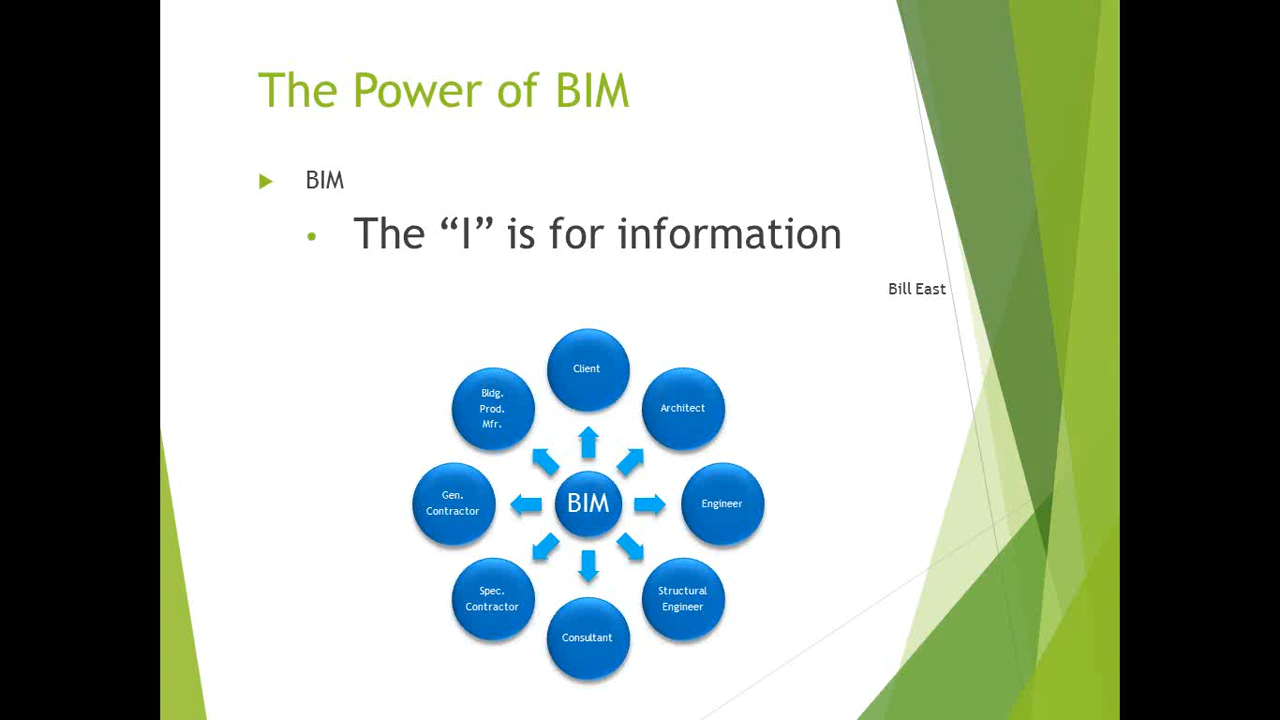 The Power of BIM
BIM
The “I” is for information
Bill East
Client
Architect
Engineer
Structural
Engineer
Consultant
Spec.
Contractor
Gen.
Contractor
Bldg.
Prod.
Mfr.
BIM